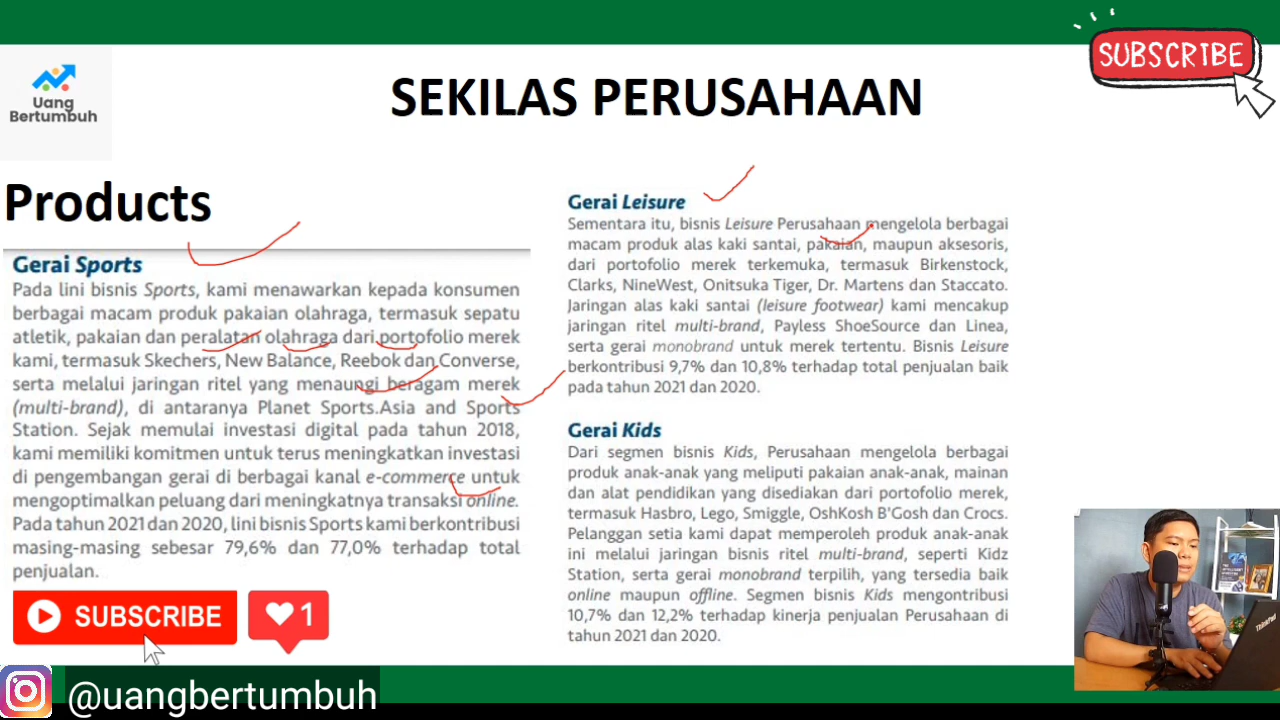 SUBSCRIBE
Uang
Bertumbuh
SEKILAS PERUSAHAAN
Products
Gerai Sports
Pada lini bisnis Sports, kami menawarkan kepada konsumen
berbagai macam produk pakaian olahraga, termasuk sepatu
atletik, pakaian dan peralatan olahraga dari portofolio merek
kami, termasuk Skechers, New Balance, Reebok dan Converse,
serta melalui jaringan ritel yang menaungi beragam merek
(multi-brand), di antaranya Planet Sports.Asia and Sports
Station. Sejak memulai investasi digital pada tahun 2018,
kami memiliki komitmen untuk terus meningkatkan investasi
di pengembangan gerai di berbagai kanal e-commerce untuk
mengoptimalkan peluang dari meningkatnya transaksi online.
Pada tahun 2021 dan 2020, lini bisnis Sports kami berkontribusi
masing-masing sebesar 79,6% dan 77,0% terhadap total
penjualan.
Gerai Leisure
Sementara itu, bisnis Leisure Perusahaan mengelola berbagai
macam produk alas kaki santai, pakaian, maupun aksesoris,
dari portofolio merek terkemuka, termasuk Birkenstock,
Clarks, NineWest, Onitsuka Tiger, Dr. Martens dan Staccato.
Jaringan alas kaki santai (leisure footwear) kami mencakup
jaringan ritel multi-brand, Payless ShoeSource dan Linea,
serta gerai monobrand untuk merek tertentu. Bisnis Leisure
berkontribusi 9,7% dan 10,8% terhadap total penjualan baik
pada tahun 2021 dan 2020.
Gerai Kids
Dari segmen bisnis Kids, Perusahaan mengelola berbagai
produk anak-anak yang meliputi pakaian anak-anak, mainan
dan alat pendidikan yang disediakan dari portofolio merek,
termasuk Hasbro, Lego, Smiggle, OshKosh B'Gosh dan Crocs.
Pelanggan setia kami dapat memperoleh produk anak-anak
ini melalui jaringan bisnis ritel multi-brand, seperti Kidz
Station, serta gerai monobrand terpilih, yang tersedia baik
online maupun offline. Segmen bisnis Kids mengontribusi
10,7% dan 12,2% terhadap kinerja penjualan Perusahaan di
tahun 2021 dan 2020.
SUBSCRIBE
1
@uangbertumbuh
ThinkPad